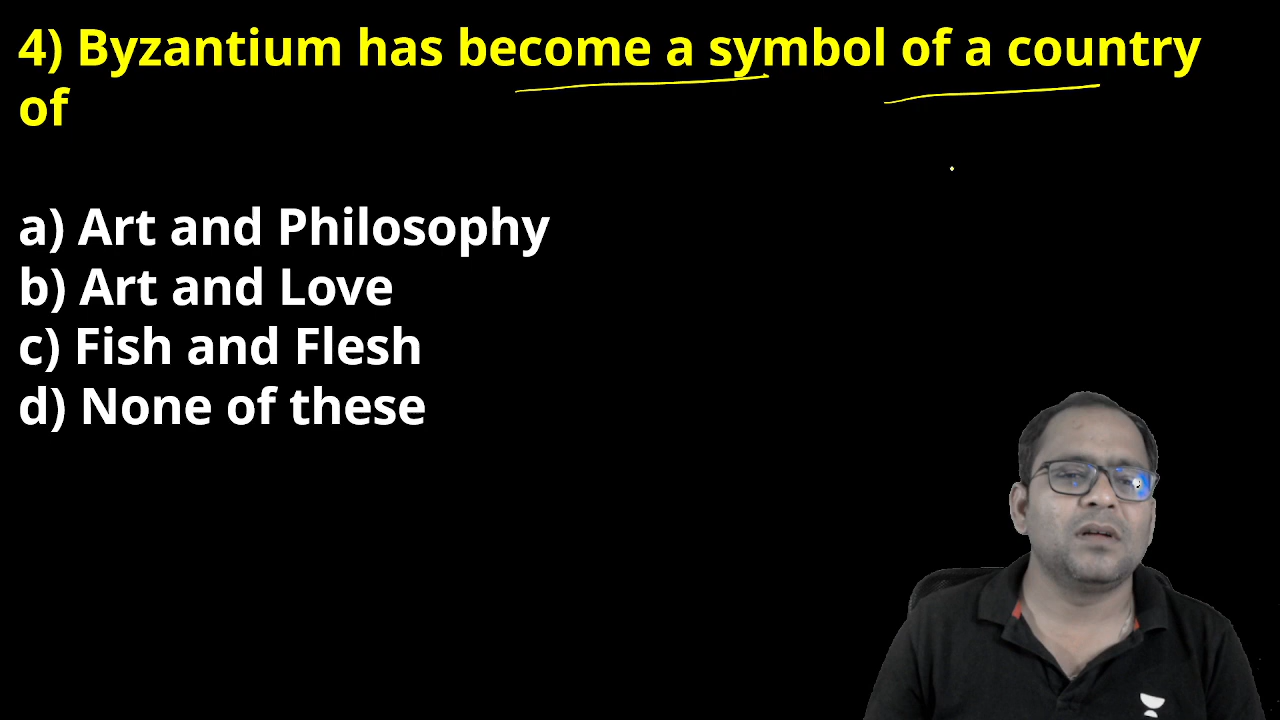 4) Byzantium has become a symbol of a country
of
a) Art and Philosophy
b) Art and Love
c) Fish and Flesh
d) None of these